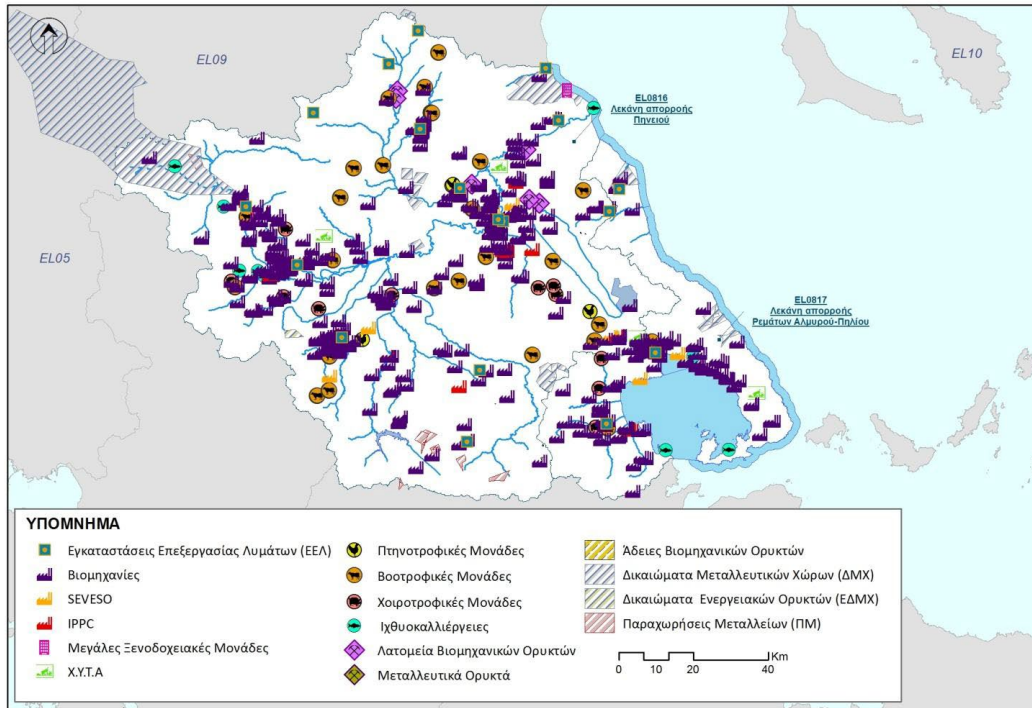 EL09
EL10
EL0816
Λεκάνη απορροής
Πηνειού
EL05
EL0817
Λεκάνη απορροής
Ρεμάτων Αλμυρού-Πηλίου
ΥΠΟΜΝΗΜΑ
Εγκαταστάσεις Επεξεργασίας Λυμάτων (ΕΕΛ)
Βιομηχανίες
SEVESO
IPPC
Μεγάλες Ξενοδοχειακές Μονάδες
Χ.Υ.Τ.Α
Πτηνοτροφικές Μονάδες
Βοοτροφικές Μονάδες
Χοιροτροφικές Μονάδες
Ιχθυοκαλλιέργειες
Λατομεία Βιομηχανικών Ορυκτών
Μεταλλευτικά Ορυκτά
Άδειες Βιομηχανικών Ορυκτών
Δικαιώματα Μεταλλευτικών Χώρων (ΔΜΧ)
Δικαιώματα Ενεργειακών Ορυκτών (ΕΔΜΧ)
Παραχωρήσεις Μεταλλείων (ΠΜ)
Km
0 10 20 40